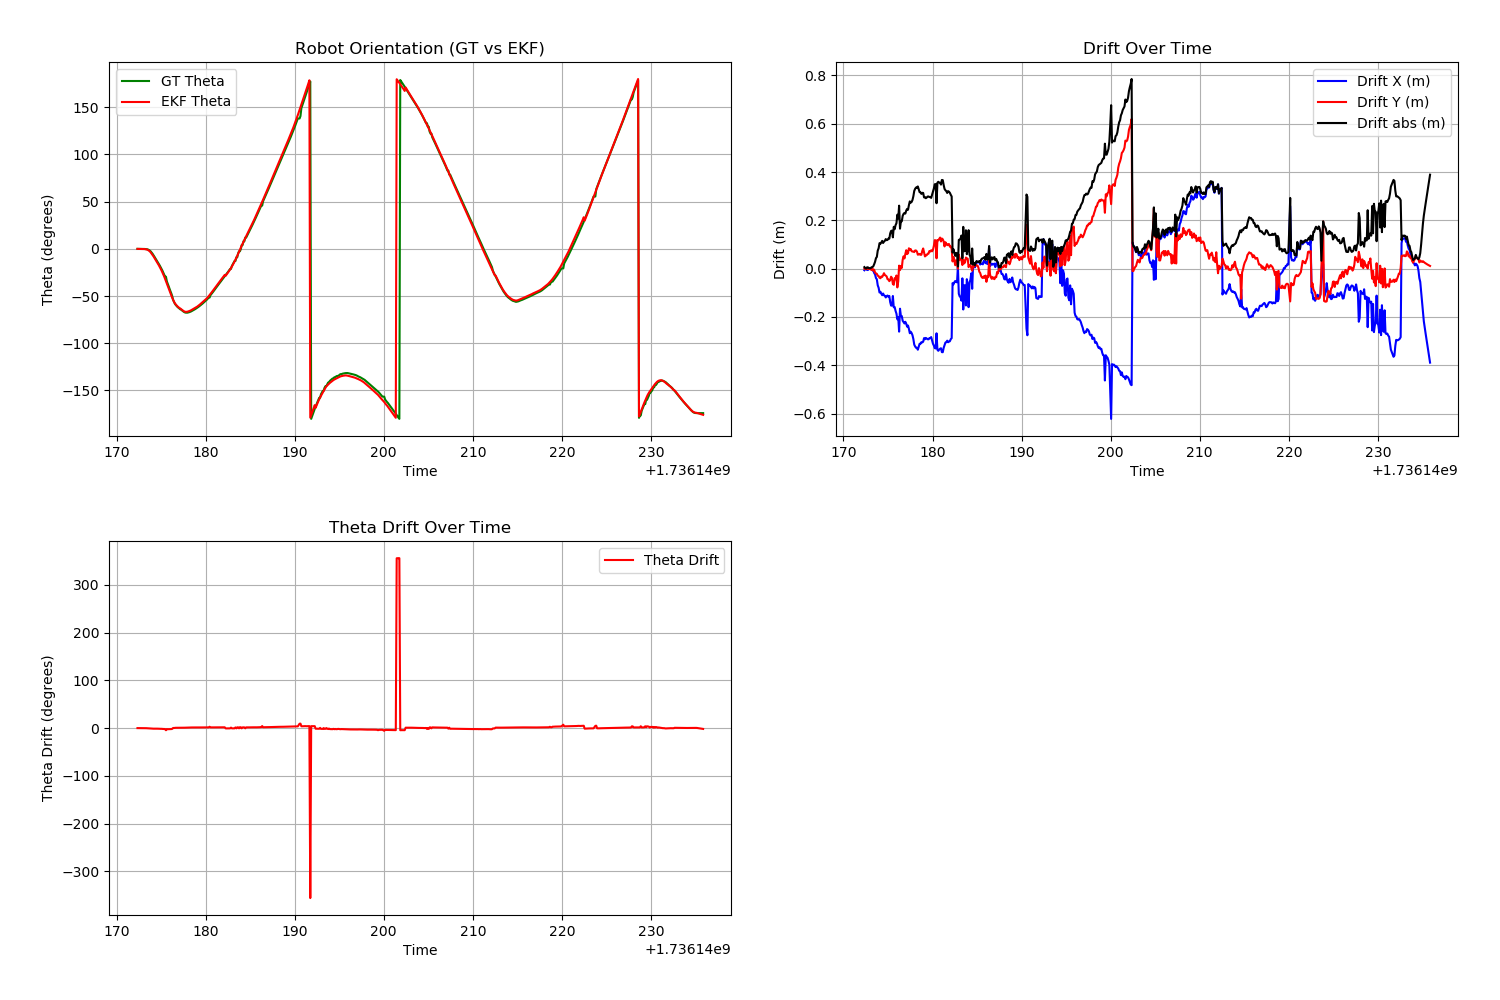 Robot Orientation (GT vs EKF)
GT Theta
EKF Theta
Theta (degrees)
150
100
50
0
−50
−100
−150
170 180 190 200 210 220 230
Time
+1.73614e9
Drift Over Time
Drift X (m)
Drift Y (m)
Drift abs (m)
Drift (m)
0.8
0.6
0.4
0.2
0.0
−0.2
−0.4
−0.6
170 180 190 200 210 220 230
Time
+1.73614e9
Theta Drift Over Time
Theta Drift
Theta Drift (degrees)
300
200
100
0
−100
−200
−300
170 180 190 200 210 220 230
Time
+1.73614e9